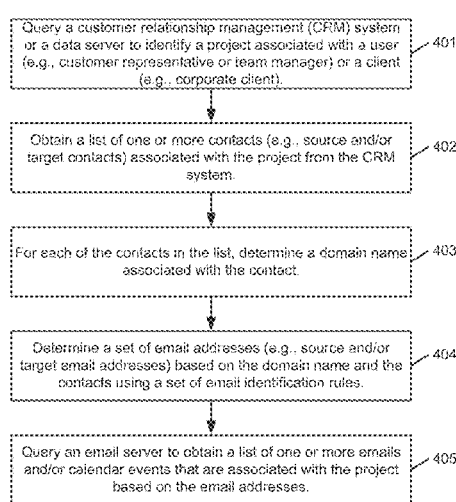 Query a customer relationship management (CRM) system
or a data server to identify a project associated with a user
(e.g., customer representative or team manager) or a client
(e.g., corporate client).
401
Obtain a list of one or more contacts (e.g., source and/or
target contacts) associated with the project from the CRM
system.
402
For each of the contacts in the list, determine a domain name
associated with the contact.
403
Determine a set of email addresses (e.g., source and/or
target email addresses) based on the domain name and the
contacts using a set of email identification rules.
404
Query an email server to obtain a list of one or more emails
and/or calendar events that are associated with the project
based on the email addresses.
405